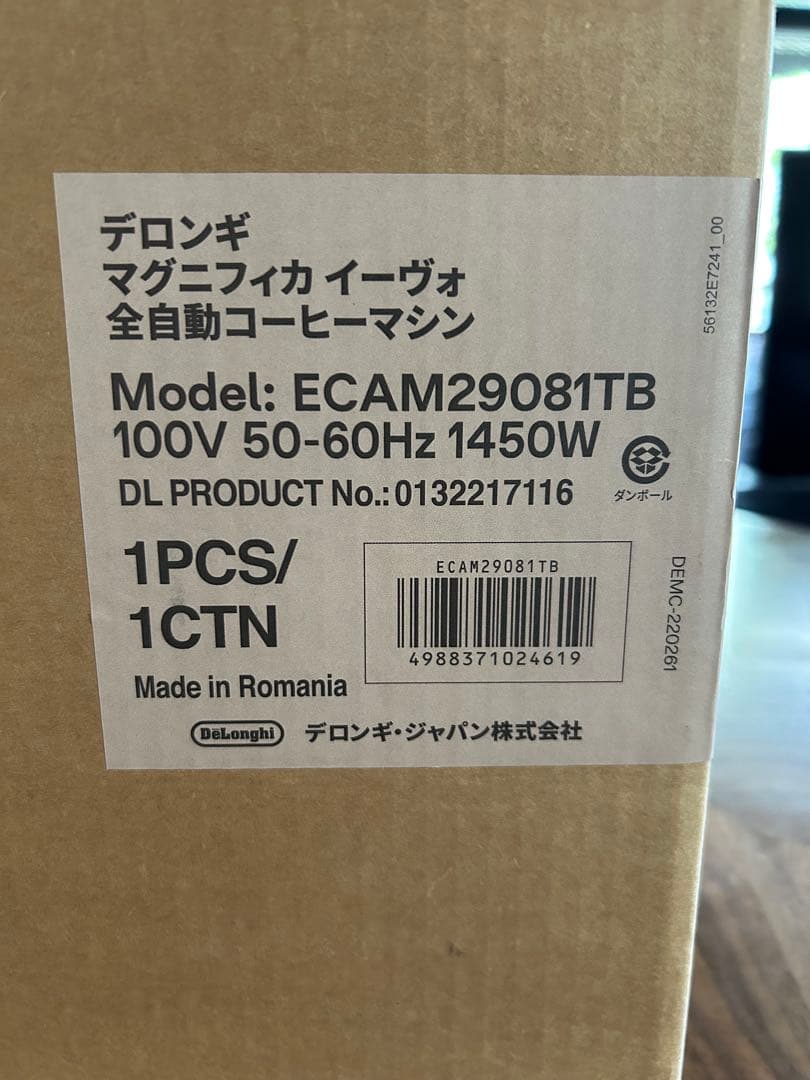 デロンギ
マグニフィカ イーヴォ
全自動コーヒーマシン
Model: ECAM29081TB
100V 50-60Hz 1450W
DL PRODUCT No.: 0132217116
ダンボール
1PCS/
1CTN
Made in Romania
ECAM29081TB
4988371024619
DeLonghi デロンギ・ジャパン株式会社
56132E7241_00
DEMC-220261